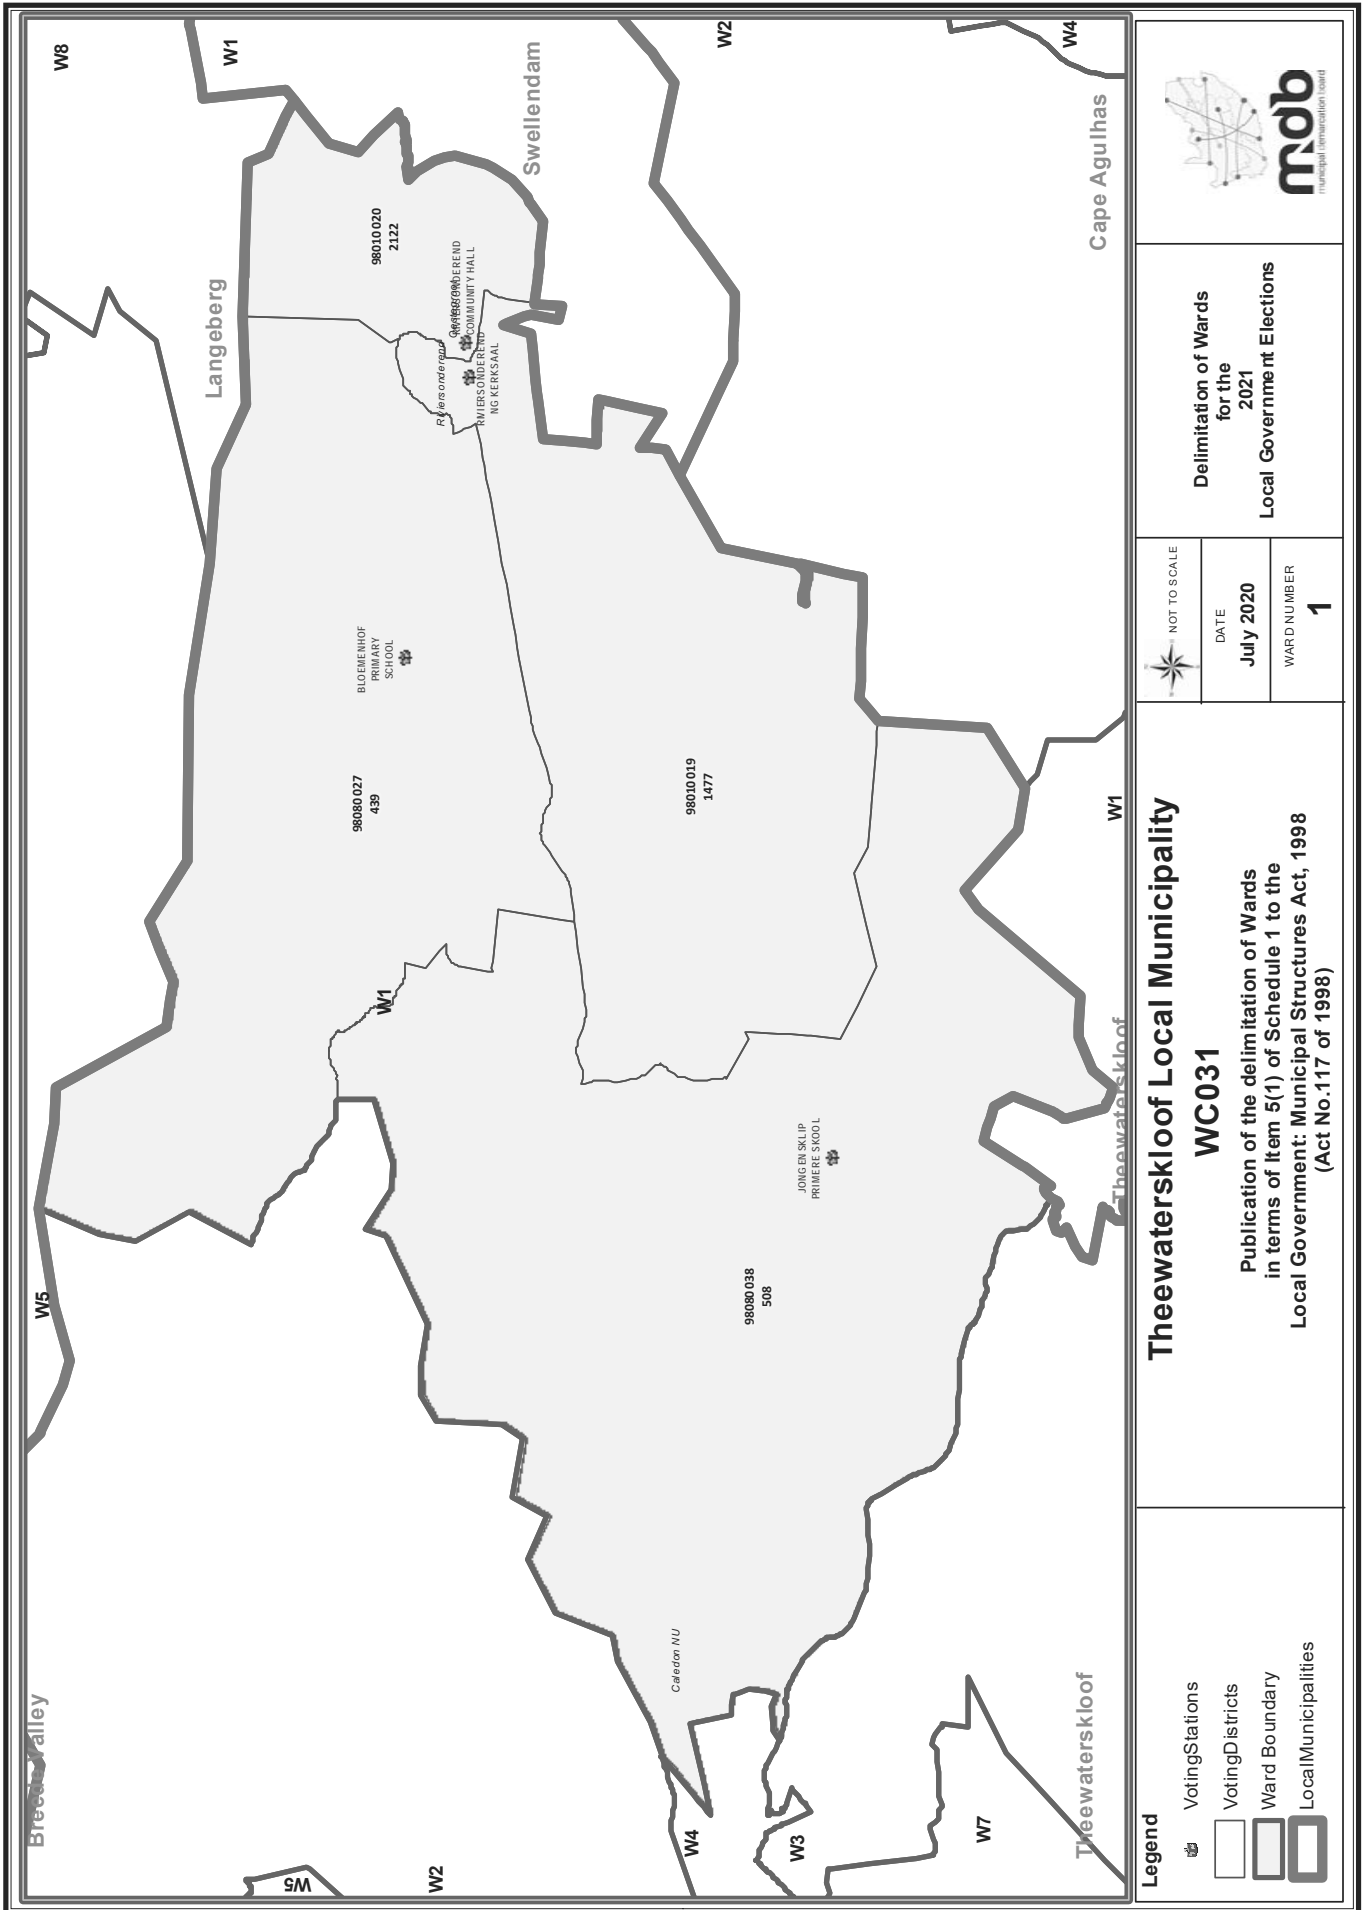 W8
W1
W2
W4
Langeberg
Swellendam
Cape Agulhas
98010020
2122
RIVIERSONDEREND
COMMUNITY HALL
Riviersonderend
RIVIERSONDEREND
NG KERKSAAL
BLOEMENHOF
PRIMARY
SCHOOL
98080027
439
98010019
1477
W1
W1
Theewaterskloof
JONGENSKLIP
PRIMERE SKOOL
98080038
508
W5
Caledon NU
Breede Valley
W5
W2
W4
W3
W7
Theewaterskloof
Legend
VotingStations
VotingDistricts
Ward Boundary
LocalMunicipalities
Theewaterskloof Local Municipality
WC031
Publication of the delimitation of Wards
in terms of Item 5(1) of Schedule 1 to the
Local Government: Municipal Structures Act, 1998
(Act No.117 of 1998)
NOT TO SCALE
DATE
July 2020
WARD NUMBER
1
Delimitation of Wards
for the
2021
Local Government Elections
mdb
municipal demarcation board